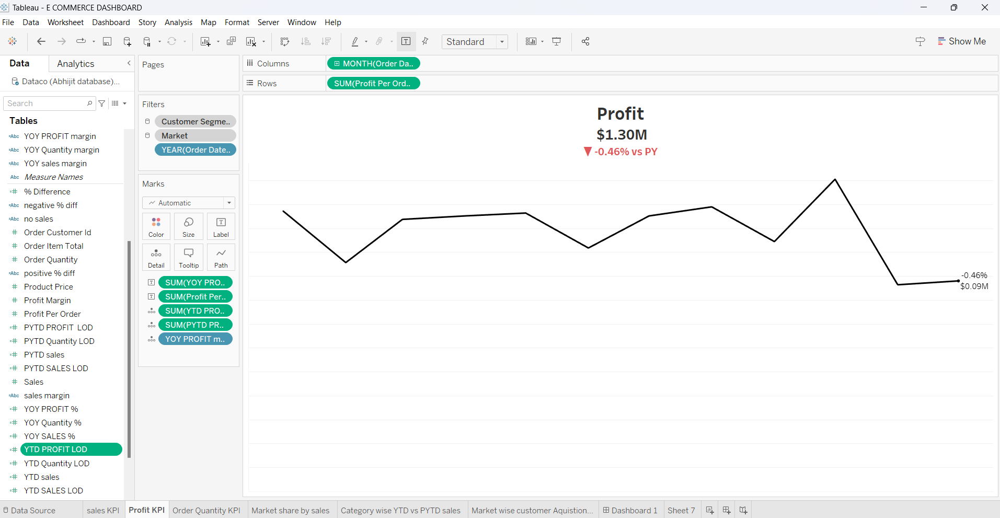 Tableau - E COMMERCE DASHBOARD
File Data Worksheet Dashboard Story Analysis Map Format Server Window Help
Standard
Show Me
Data Analytics
Dataco (Abhijit database)...
Search
Tables
YOY PROFIT margin
YOY Quantity margin
YOY sales margin
Measure Names
% Difference
negative % diff
no sales
Order Customer Id
Order Item Total
Order Quantity
positive % diff
Product Price
Profit Margin
Profit Per Order
PYTD PROFIT LOD
PYTD Quantity LOD
PYTD sales
PYTD SALES LOD
Sales
sales margin
YOY PROFIT %
YOY Quantity %
YOY SALES %
YTD PROFIT LOD
YTD Quantity LOD
YTD sales
YTD SALES LOD
Pages
Filters
Customer Segme..
Market
YEAR(Order Date..
Marks
Automatic
Color Size Label
Detail Tooltip Path
SUM(YOY PRO..
SUM(Profit Per..
SUM(YTD PRO..
SUM(PYTD PR..
YOY PROFIT m..
Columns MONTH(Order Da..
Rows SUM(Profit Per Ord..
Profit
$1.30M
▼ -0.46% vs PY
-0.46%
$0.09M
Data Source sales KPI Profit KPI Order Quantity KPI Market share by sales Category wise YTD vs PYTD sales Market wise customer Aquistion... Dashboard 1 Sheet 7